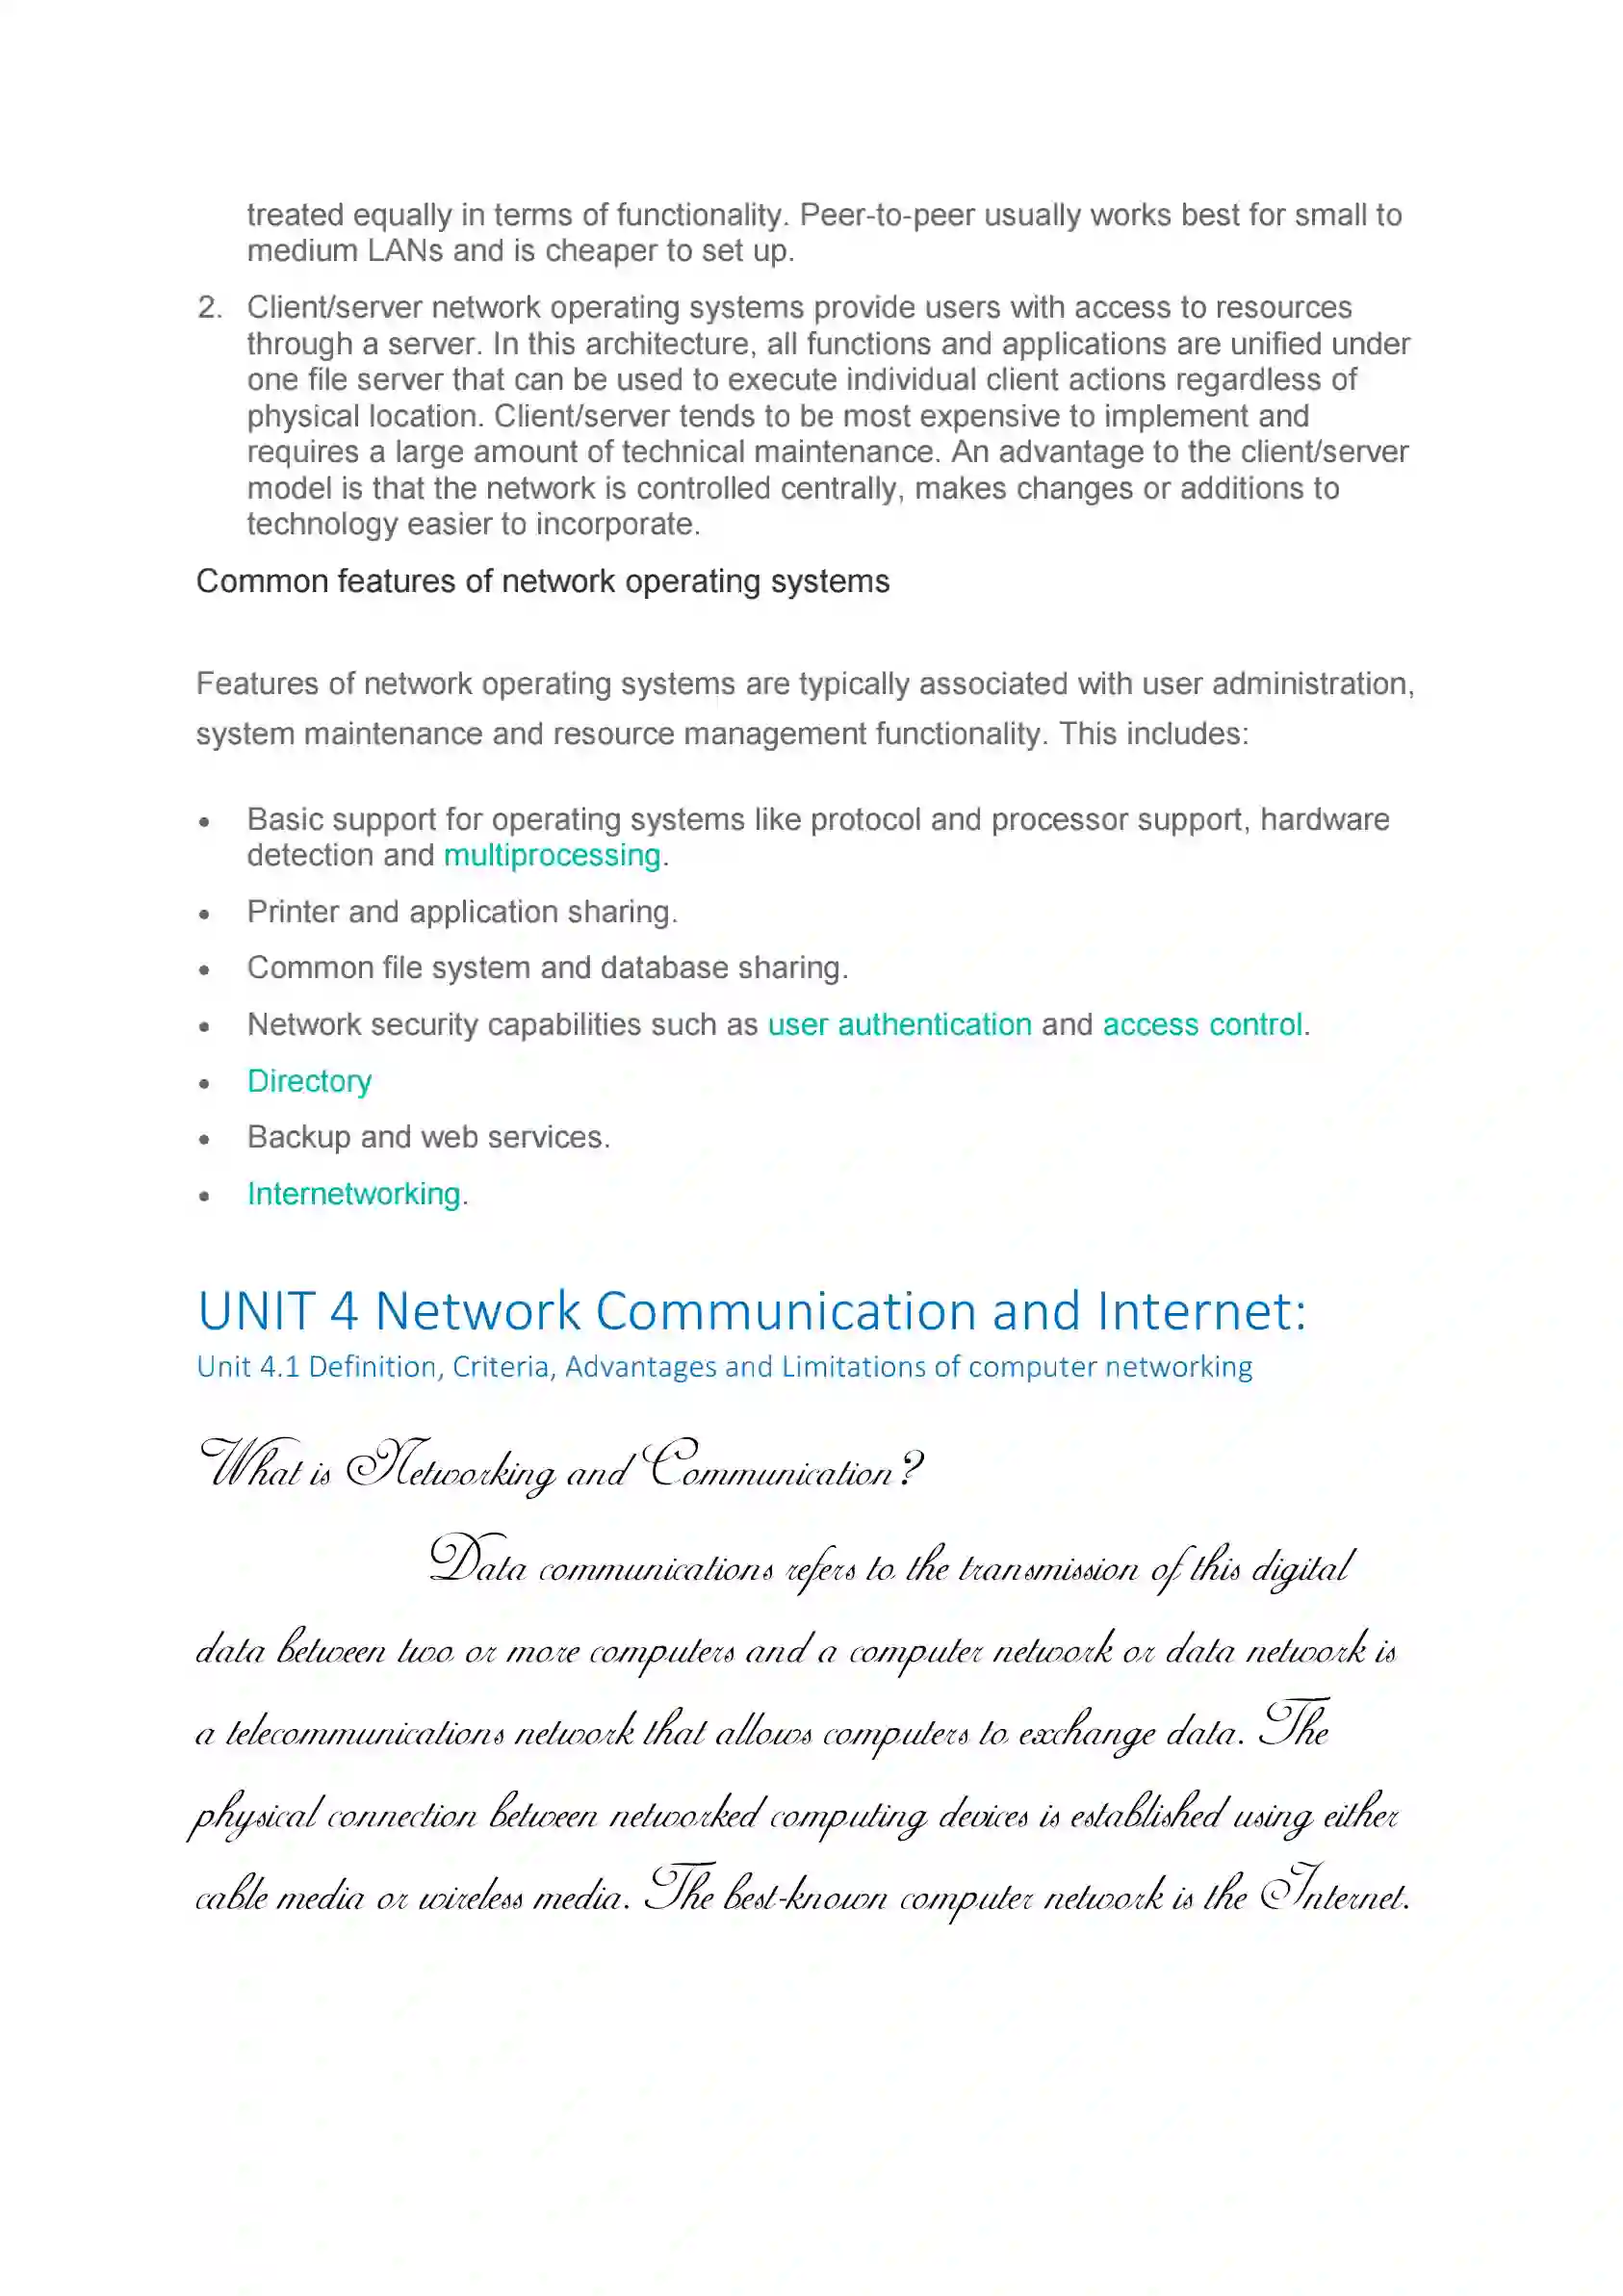 treated equally in terms of functionality. Peer-to-peer usually works best for small to
medium LANs and is cheaper to set up.
2. Client/server network operating systems provide users with access to resources
through a server. In this architecture, all functions and applications are unified under
one file server that can be used to execute individual client actions regardless of
physical location. Client/server tends to be most expensive to implement and
requires a large amount of technical maintenance. An advantage to the client/server
model is that the network is controlled centrally, makes changes or additions to
technology easier to incorporate.
Common features of network operating systems
Features of network operating systems are typically associated with user administration,
system maintenance and resource management functionality. This includes:
• Basic support for operating systems like protocol and processor support, hardware
detection and multiprocessing.
• Printer and application sharing.
• Common file system and database sharing.
• Network security capabilities such as user authentication and access control.
• Directory
• Backup and web services.
• Internetworking.
UNIT 4 Network Communication and Internet:
Unit 4.1 Definition, Criteria, Advantages and Limitations of computer networking
What is Networking and Communication?
Data communications refers to the transmission of this digital
data between two or more computers and a computer network or data network is
a telecommunications network that allows computers to exchange data. The
physical connection between networked computing devices is established using either
cable media or wireless media. The best-known computer network is the Internet.